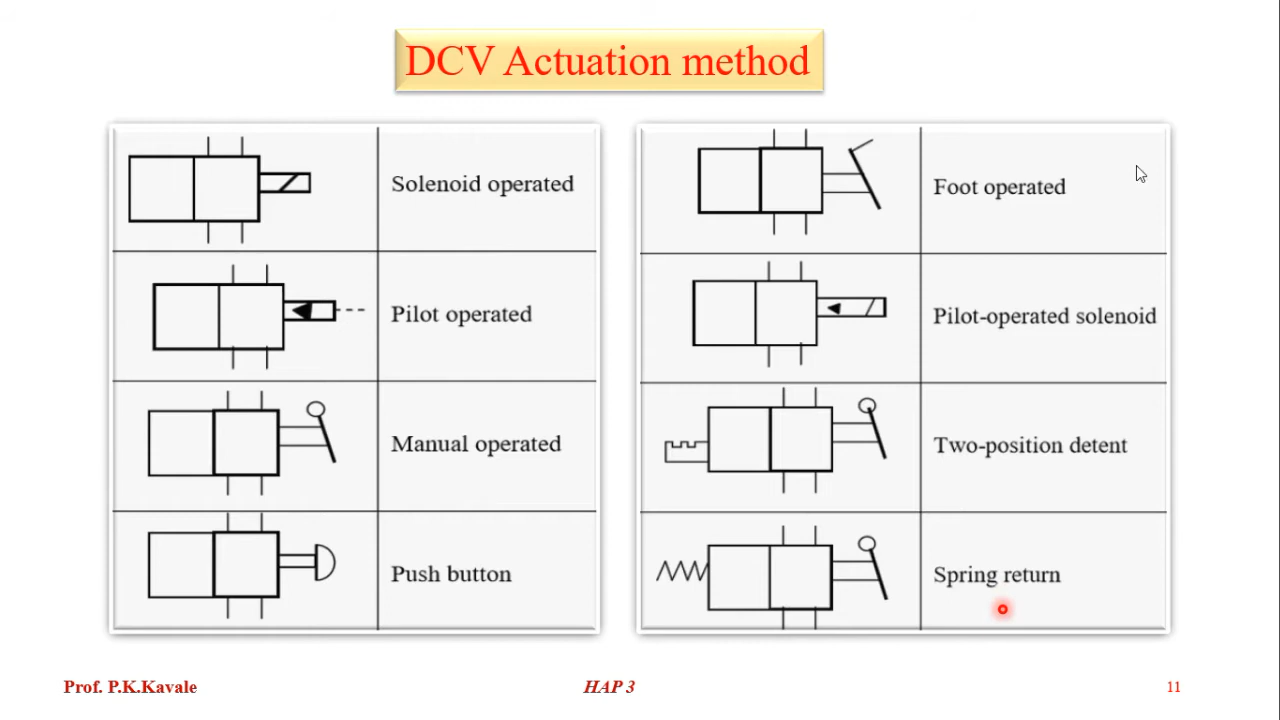 DCV Actuation method
Solenoid operated
Pilot operated
Manual operated
Push button
Foot operated
Pilot-operated solenoid
Two-position detent
Spring return
Prof. P.K.Kavale
HAP 3
11